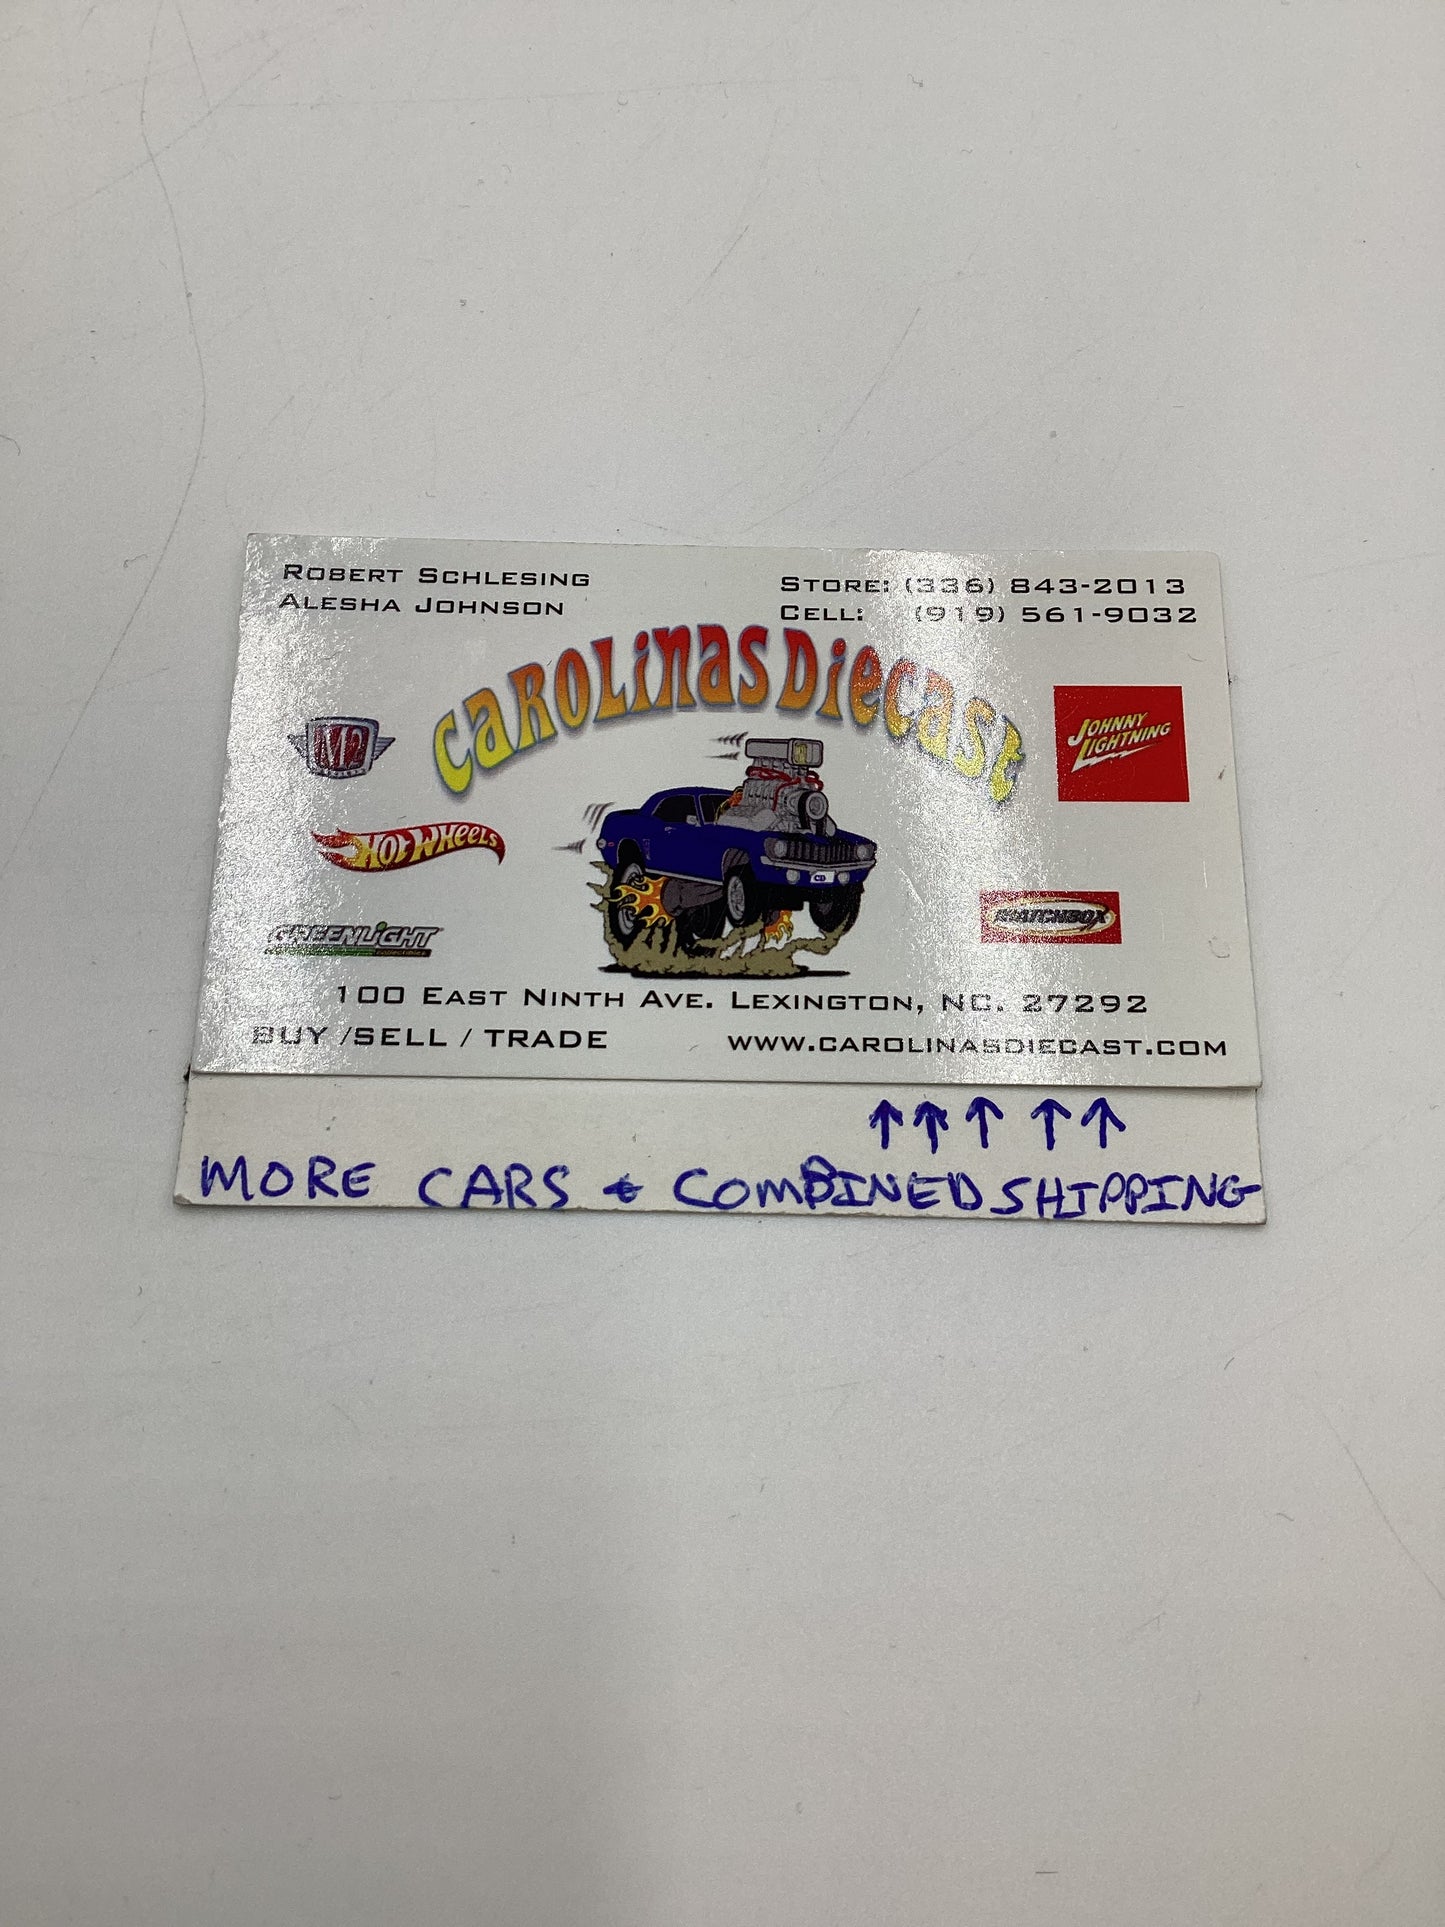 ROBERT SCHLESING
ALESHA JOHNSON
STORE: (336) 843-2013
CELL: (919) 561-9032
CAROLINAS DIECAST
M2
JOHNNY LIGHTNING
HOT WHEELS
MATCHBOX
GREENLIGHT
CD
100 EAST NINTH AVE. LEXINGTON, NC. 27292
BUY /SELL / TRADE
WWW.CAROLINASDIECAST.COM
↑ ↑ ↑ ↑ ↑
MORE CARS & COMBINED SHIPPING